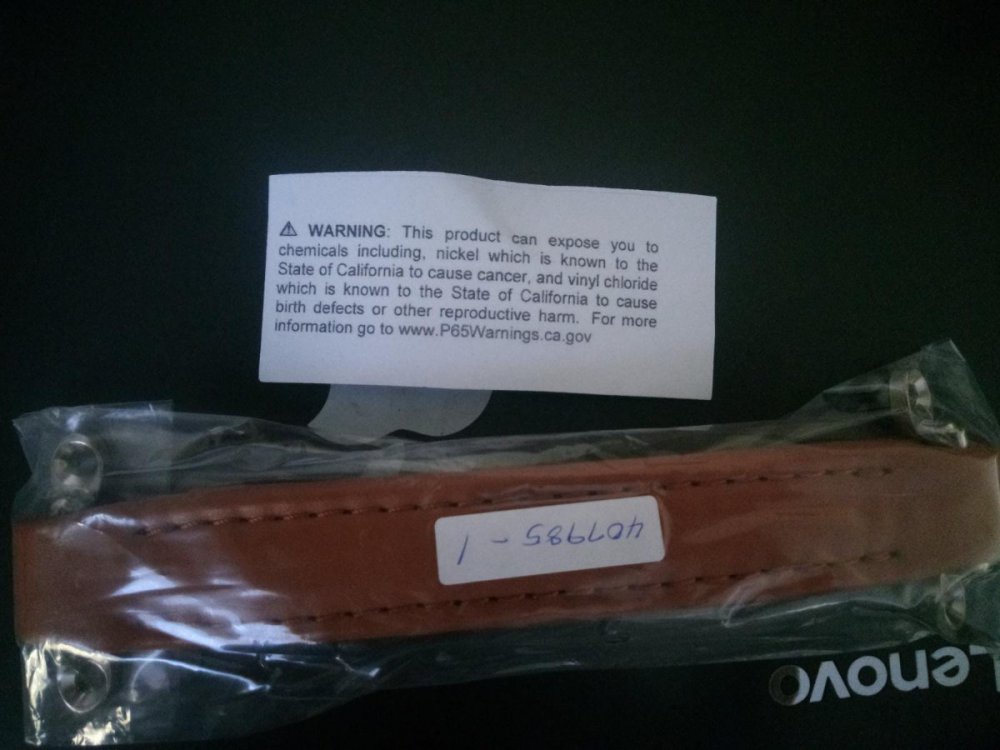 ⚠ WARNING: This product can expose you to
chemicals including, nickel which is known to the
State of California to cause cancer, and vinyl chloride
which is known to the State of California to cause
birth defects or other reproductive harm. For more
information go to www.P65Warnings.ca.gov
407985-1
Lenovo